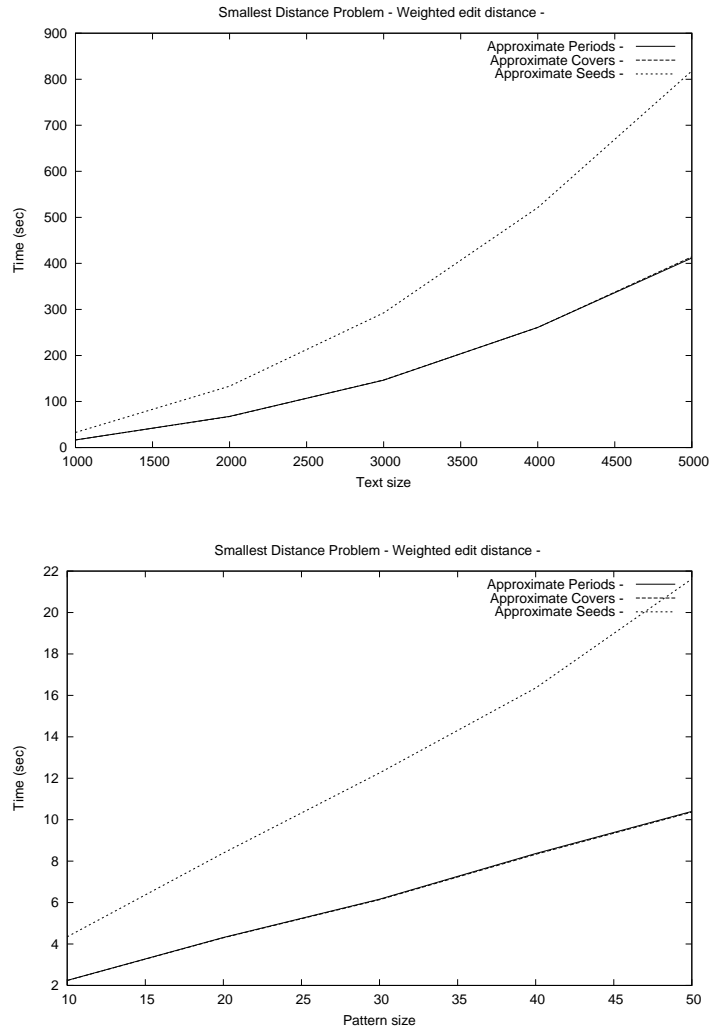 Smallest Distance Problem - Weighted edit distance -
900
800
700
600
500
400
300
200
100
0
Time (sec)
Approximate Periods -
Approximate Covers -
Approximate Seeds -
1000 1500 2000 2500 3000 3500 4000 4500 5000
Text size
Smallest Distance Problem - Weighted edit distance -
22
20
18
16
14
12
10
8
6
4
2
Time (sec)
Approximate Periods -
Approximate Covers -
Approximate Seeds -
10 15 20 25 30 35 40 45 50
Pattern size